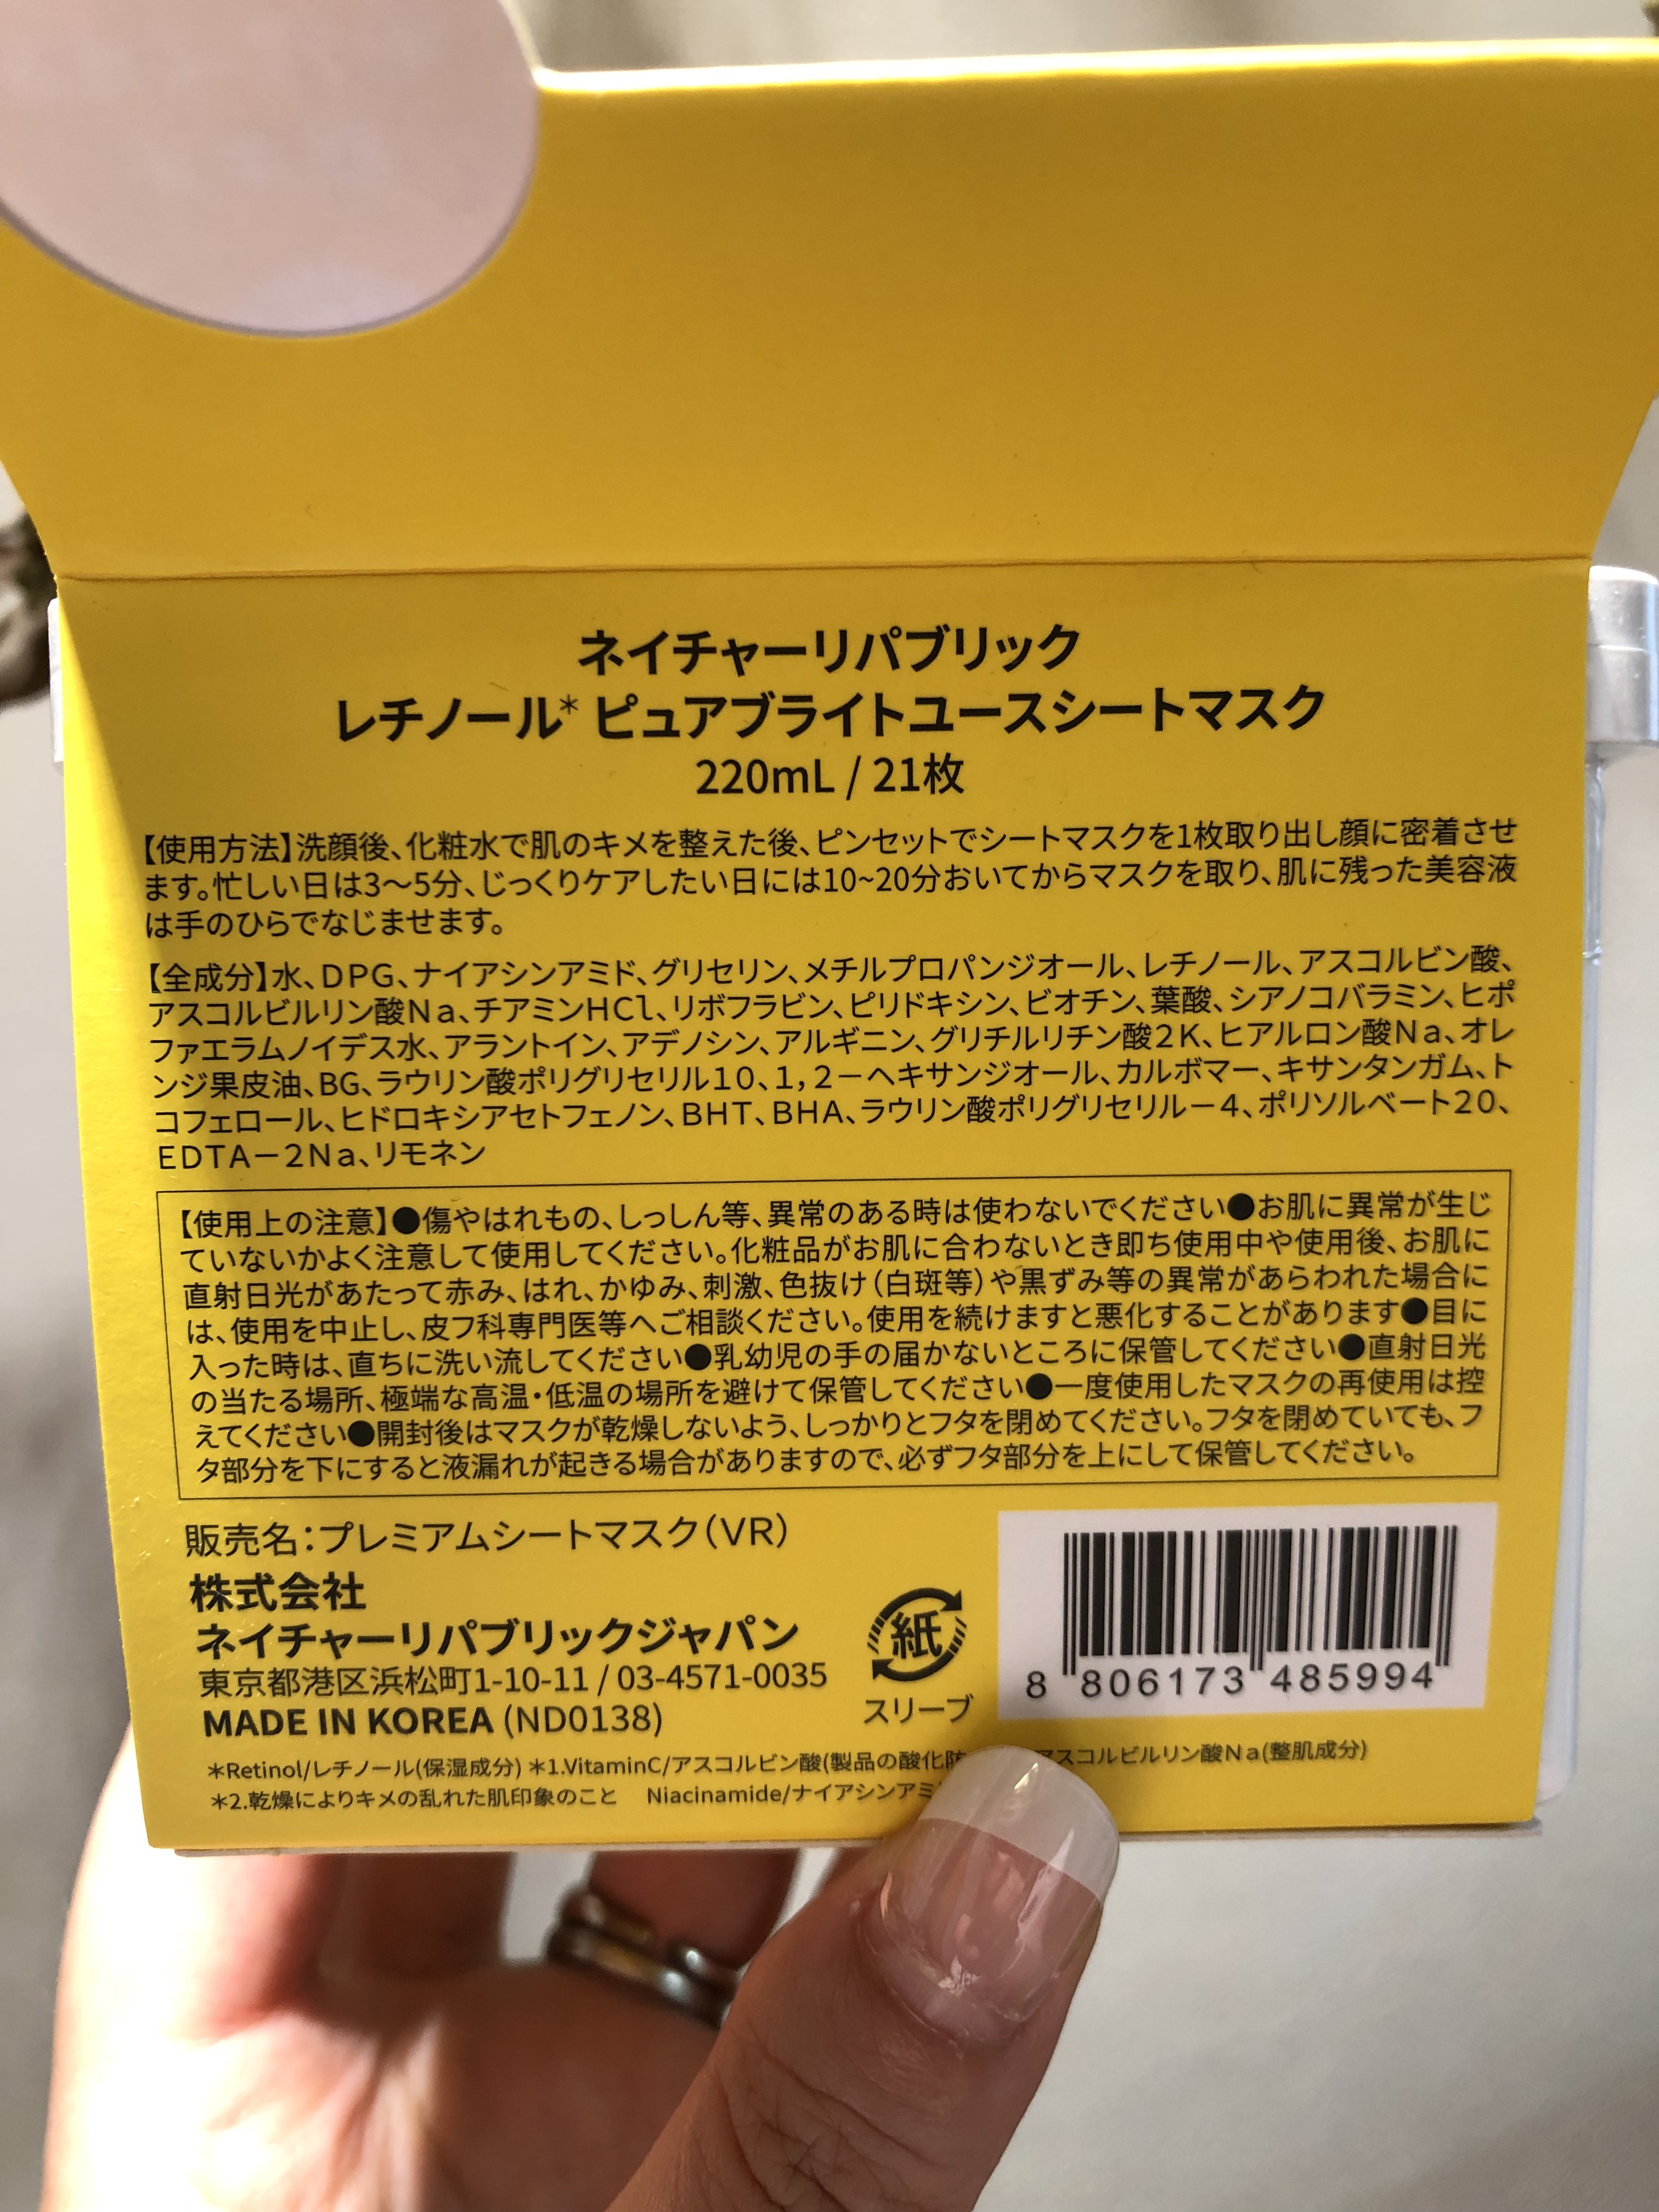 ネイチャーリパブリック
レチノール* ピュアブライトユースシートマスク
220mL / 21枚
【使用方法】洗顔後、化粧水で肌のキメを整えた後、ピンセットでシートマスクを1枚取り出し顔に密着させ
ます。忙しい日は3〜5分、じっくりケアしたい日には10~20分おいてからマスクを取り、肌に残った美容液
は手のひらでなじませます。
【全成分】水、DPG、ナイアシンアミド、グリセリン、メチルプロパンジオール、レチノール、アスコルビン酸、
アスコルビルリン酸Na、チアミンHCl、リボフラビン、ピリドキシン、ビオチン、葉酸、シアノコバラミン、ヒポ
ファエラムノイデス水、アラントイン、アデノシン、アルギニン、グリチルリチン酸2K、ヒアルロン酸Na、オレ
ンジ果皮油、BG、ラウリン酸ポリグリセリル10、1,2－ヘキサンジオール、カルボマー、キサンタンガム、ト
コフェロール、ヒドロキシアセトフェノン、BHT、BHA、ラウリン酸ポリグリセリル－4、ポリソルベート20、
EDTA－2Na、リモネン
【使用上の注意】●傷やはれもの、しっしん等、異常のある時は使わないでください●お肌に異常が生じ
ていないかよく注意して使用してください。化粧品がお肌に合わないとき即ち使用中や使用後、お肌に
直射日光があたって赤み、はれ、かゆみ、刺激、色抜け（白斑等）や黒ずみ等の異常があらわれた場合に
は、使用を中止し、皮フ科専門医等へご相談ください。使用を続けますと悪化することがあります●目に
入った時は、直ちに洗い流してください●乳幼児の手の届かないところに保管してください●直射日光
の当たる場所、極端な高温・低温の場所を避けて保管してください●一度使用したマスクの再使用は控
えてください●開封後はマスクが乾燥しないよう、しっかりとフタを閉めてください。フタを閉めていても、フ
タ部分を下にすると液漏れが起きる場合がありますので、必ずフタ部分を上にして保管してください。
販売名：プレミアムシートマスク（VR）
株式会社
ネイチャーリパブリックジャパン
東京都港区浜松町1-10-11 / 03-4571-0035
MADE IN KOREA (ND0138)
紙
スリーブ
8 806173 485994
*Retinol/レチノール(保湿成分) *1.VitaminC/アスコルビン酸(製品の酸化防 アスコルビルリン酸Na(整肌成分)
*2.乾燥によりキメの乱れた肌印象のこと Niacinamide/ナイアシンアミ